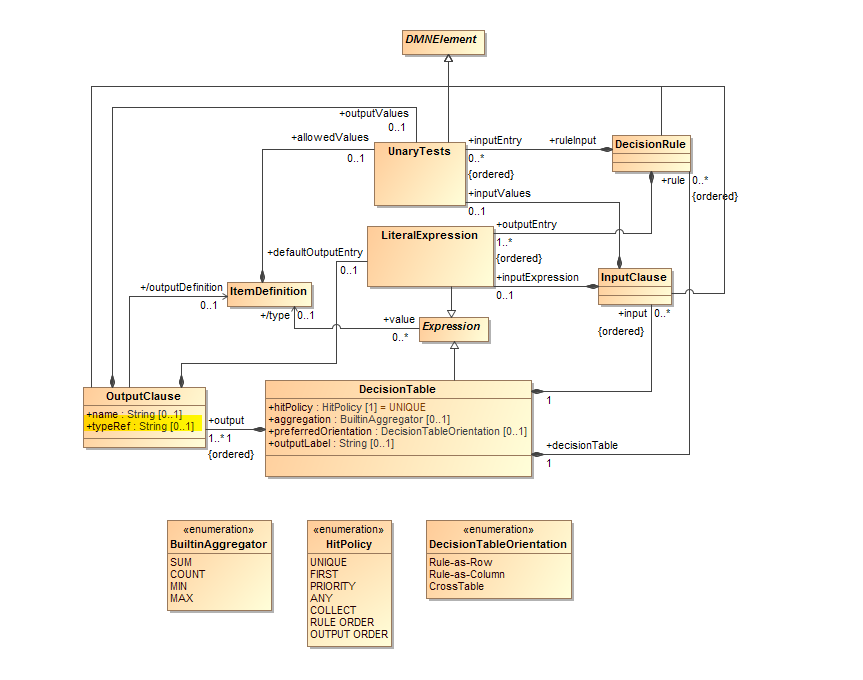 DMNElement
+outputValues
0..1
+allowedValues
0..1
UnaryTests
+inputEntry
0..*
{ordered}
+ruleInput
DecisionRule
+inputValues
0..1
+rule 0..*
{ordered}
LiteralExpression
+outputEntry
1..*
{ordered}
+defaultOutputEntry
0..1
+inputExpression
0..1
InputClause
+/outputDefinition
0..1
ItemDefinition
+/type 0..1
+value
0..*
Expression
+input 0..*
{ordered}
OutputClause
+name : String [0..1]
+typeRef : String [0..1]
+output
1..* 1
{ordered}
DecisionTable
+hitPolicy : HitPolicy [1] = UNIQUE
+aggregation : BuiltinAggregator [0..1]
+preferredOrientation : DecisionTableOrientation [0..1]
+outputLabel : String [0..1]
1
+decisionTable
1
«enumeration»
BuiltinAggregator
SUM
COUNT
MIN
MAX
«enumeration»
HitPolicy
UNIQUE
FIRST
PRIORITY
ANY
COLLECT
RULE ORDER
OUTPUT ORDER
«enumeration»
DecisionTableOrientation
Rule-as-Row
Rule-as-Column
CrossTable